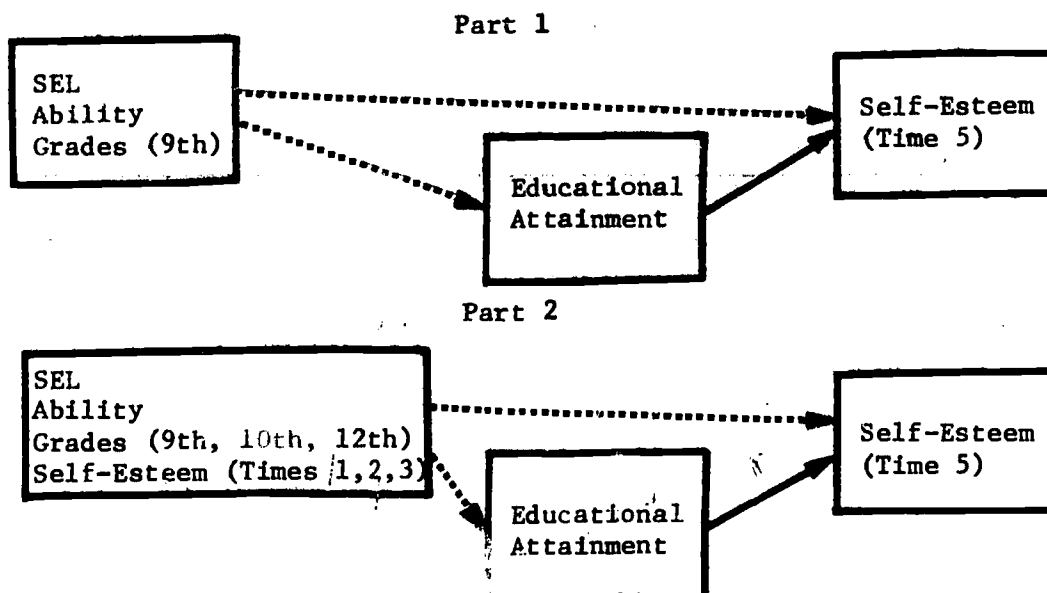 Part 1
SEL
Ability
Grades (9th)
Self-Esteem
(Time 5)
Educational
Attainment
Part 2
SEL
Ability
Grades (9th, 10th, 12th)
Self-Esteem (Times 1,2,3)
Self-Esteem
(Time 5)
Educational
Attainment